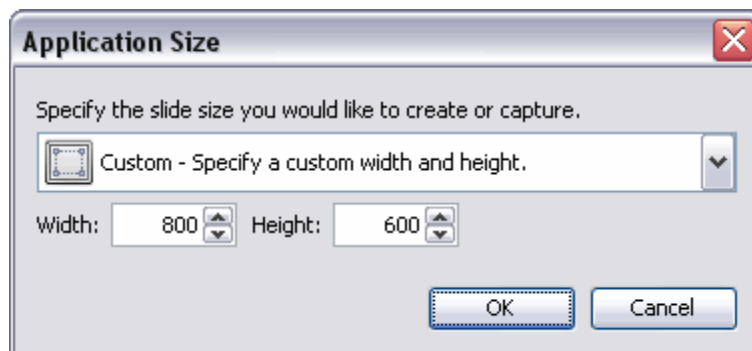 Application Size
Specify the slide size you would like to create or capture.
Custom - Specify a custom width and height.
Width: 800 Height: 600
OK Cancel